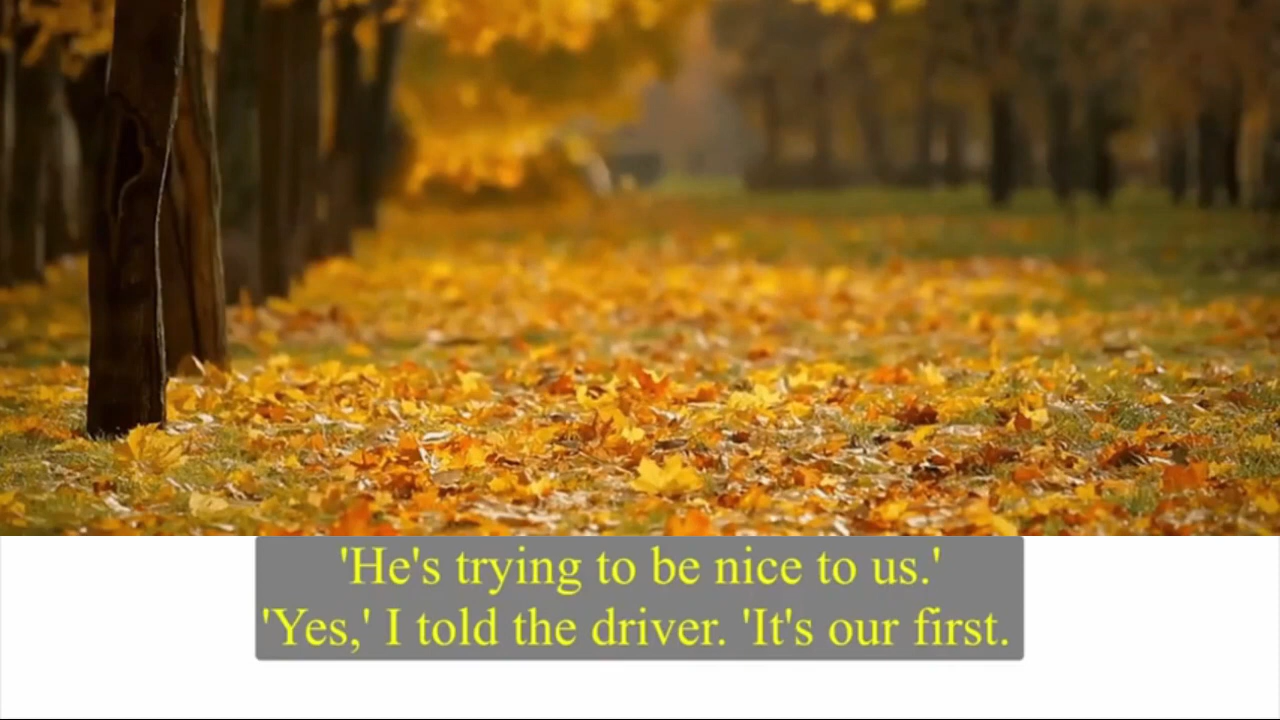 'He's trying to be nice to us.'
'Yes,' I told the driver. 'It's our first.